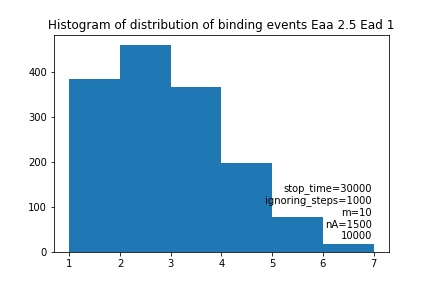 Histogram of distribution of binding events Eaa 2.5 Ead 1
400
300
200
100
0
stop_time=30000
ignoring_steps=1000
m=10
nA=1500
10000
1 2 3 4 5 6 7